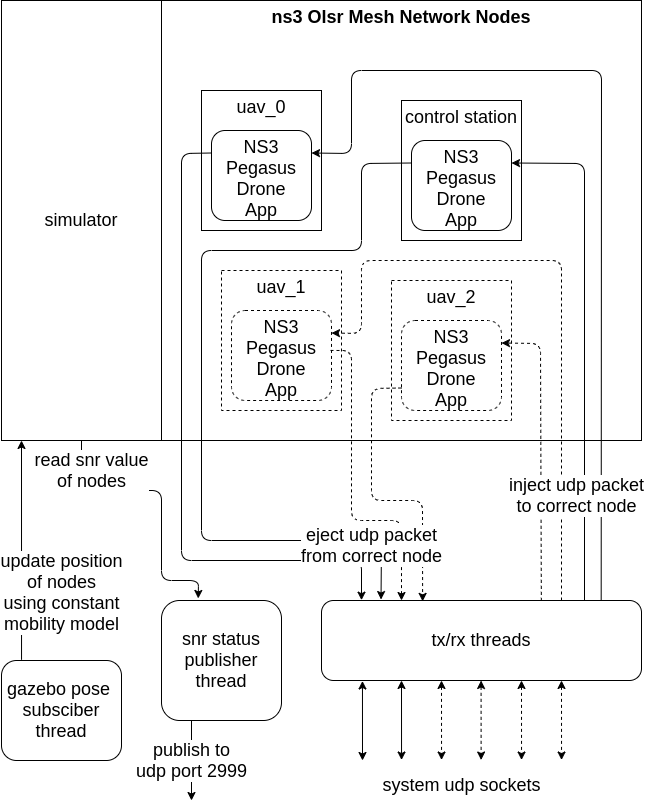 ns3 Olsr Mesh Network Nodes
simulator
uav_0
NS3
Pegasus
Drone
App
control station
NS3
Pegasus
Drone
App
uav_1
NS3
Pegasus
Drone
App
uav_2
NS3
Pegasus
Drone
App
read snr value
of nodes
inject udp packet
to correct node
eject udp packet
from correct node
update position
of nodes
using constant
mobility model
snr status
publisher
thread
tx/rx threads
gazebo pose
subsciber
thread
publish to
udp port 2999
system udp sockets